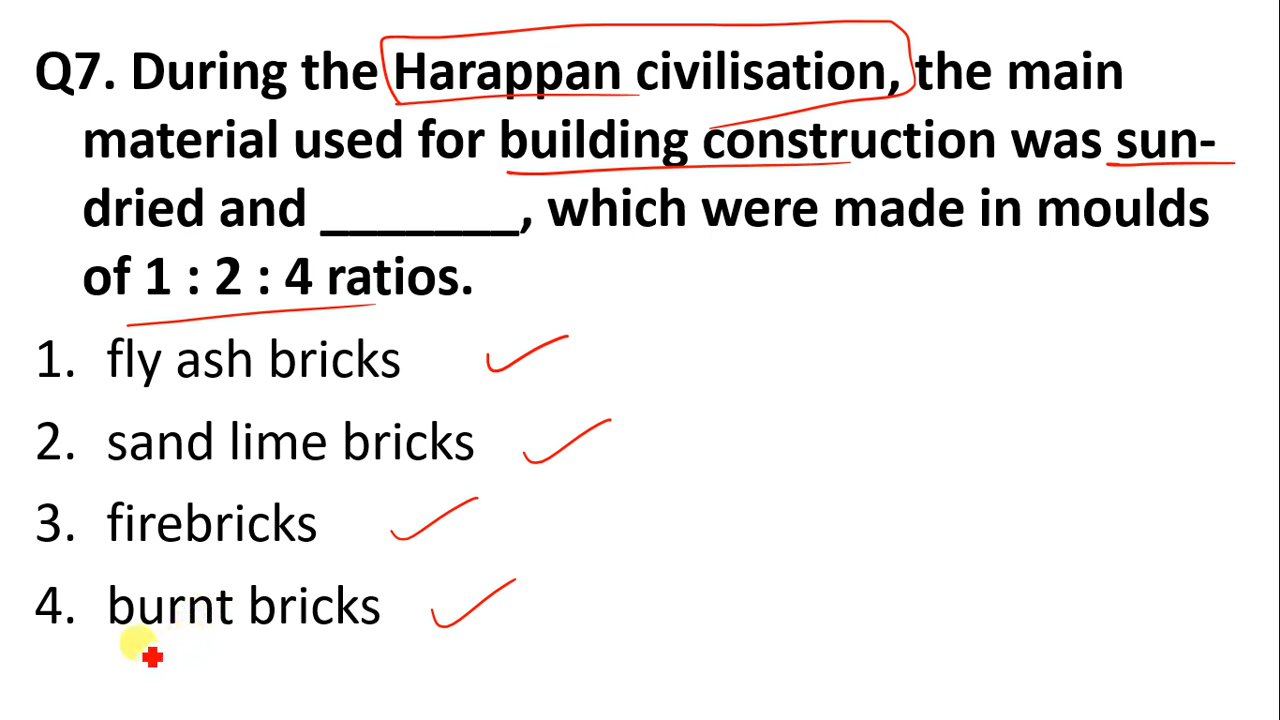 Q7. During the Harappan civilisation, the main
material used for building construction was sun-
dried and _______, which were made in moulds
of 1 : 2 : 4 ratios.
1. fly ash bricks
2. sand lime bricks
3. firebricks
4. burnt bricks